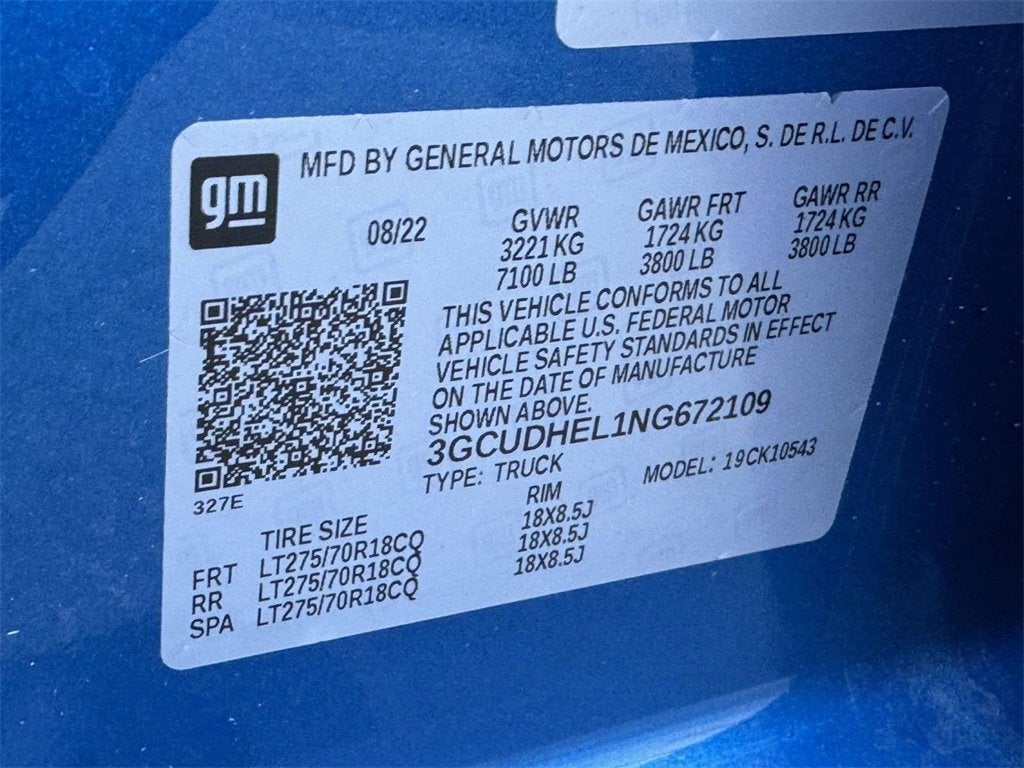 gm
MFD BY GENERAL MOTORS DE MEXICO, S. DE R.L. DE C.V.
08/22
GVWR GAWR FRT GAWR RR
3221 KG 1724 KG 1724 KG
7100 LB 3800 LB 3800 LB
THIS VEHICLE CONFORMS TO ALL
APPLICABLE U.S. FEDERAL MOTOR
VEHICLE SAFETY STANDARDS IN EFFECT
ON THE DATE OF MANUFACTURE
SHOWN ABOVE.
3GCUDHEL1NG672109
TYPE: TRUCK MODEL: 19CK10543
327E
TIRE SIZE RIM
FRT LT275/70R18CQ 18X8.5J
RR LT275/70R18CQ 18X8.5J
SPA LT275/70R18CQ 18X8.5J